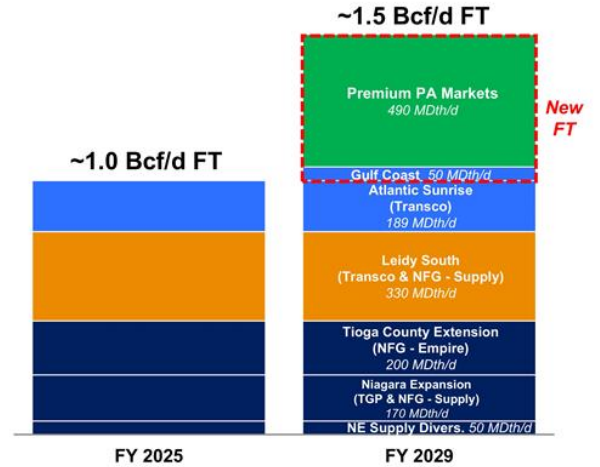 ~1.5 Bcf/d FT
Premium PA Markets
490 MDth/d
New
FT
Gulf Coast 50 MDth/d
~1.0 Bcf/d FT
Atlantic Sunrise
(Transco)
189 MDth/d
Leidy South
(Transco & NFG - Supply)
330 MDth/d
Tioga County Extension
(NFG - Empire)
200 MDth/d
Niagara Expansion
(TGP & NFG - Supply)
170 MDth/d
NE Supply Divers. 50 MDth/d
FY 2025
FY 2029